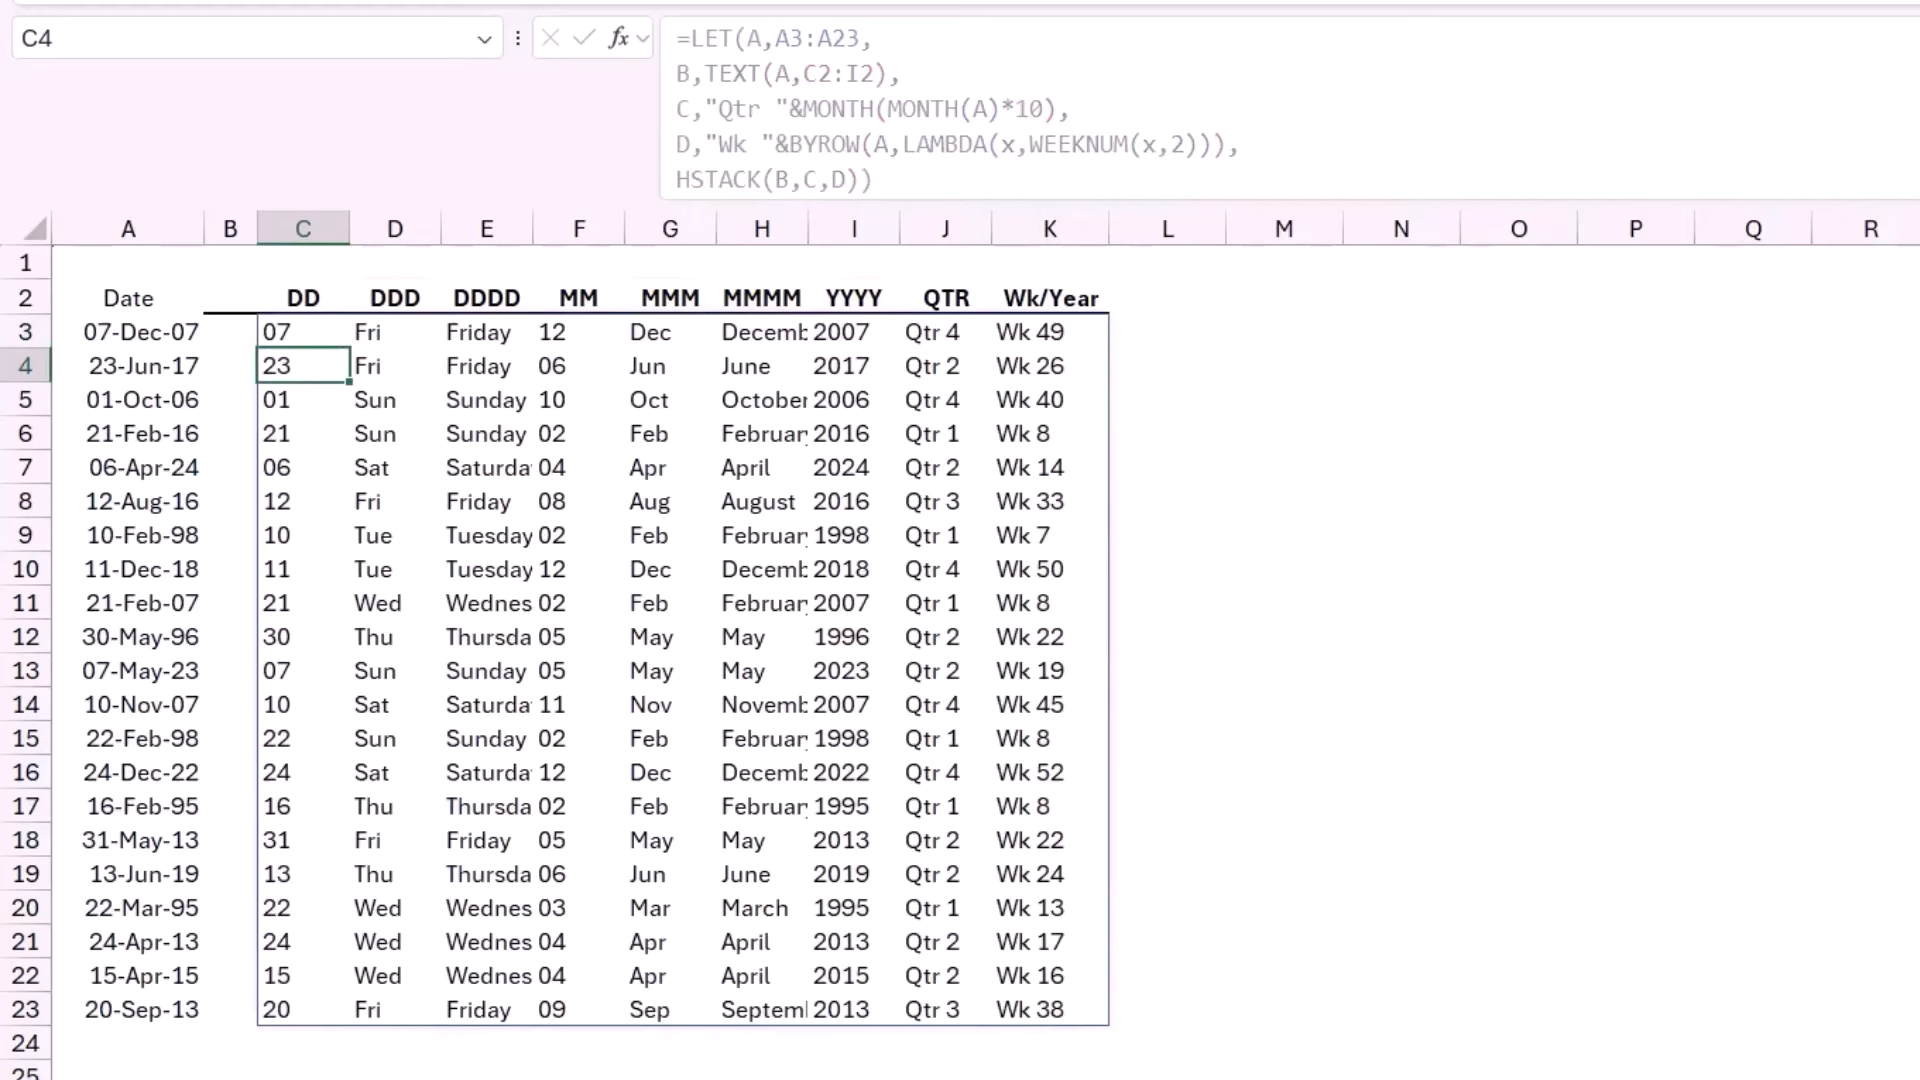 C4
fx
=LET(A,A3:A23,
B,TEXT(A,C2:I2),
C,"Qtr "&MONTH(MONTH(A)*10),
D,"Wk "&BYROW(A,LAMBDA(x,WEEKNUM(x,2))),
HSTACK(B,C,D))
A B C D E F G H I J K L M N O P Q R
1
2 Date DD DDD DDDD MM MMM MMMM YYYY QTR Wk/Year
3 07-Dec-07 07 Fri Friday 12 Dec Decemb 2007 Qtr 4 Wk 49
4 23-Jun-17 23 Fri Friday 06 Jun June 2017 Qtr 2 Wk 26
5 01-Oct-06 01 Sun Sunday 10 Oct October 2006 Qtr 4 Wk 40
6 21-Feb-16 21 Sun Sunday 02 Feb Februar 2016 Qtr 1 Wk 8
7 06-Apr-24 06 Sat Saturda 04 Apr April 2024 Qtr 2 Wk 14
8 12-Aug-16 12 Fri Friday 08 Aug August 2016 Qtr 3 Wk 33
9 10-Feb-98 10 Tue Tuesday 02 Feb Februar 1998 Qtr 1 Wk 7
10 11-Dec-18 11 Tue Tuesday 12 Dec Decemb 2018 Qtr 4 Wk 50
11 21-Feb-07 21 Wed Wednes 02 Feb Februar 2007 Qtr 1 Wk 8
12 30-May-96 30 Thu Thursda 05 May May 1996 Qtr 2 Wk 22
13 07-May-23 07 Sun Sunday 05 May May 2023 Qtr 2 Wk 19
14 10-Nov-07 10 Sat Saturda 11 Nov Novemb 2007 Qtr 4 Wk 45
15 22-Feb-98 22 Sun Sunday 02 Feb Februar 1998 Qtr 1 Wk 8
16 24-Dec-22 24 Sat Saturda 12 Dec Decemb 2022 Qtr 4 Wk 52
17 16-Feb-95 16 Thu Thursda 02 Feb Februar 1995 Qtr 1 Wk 8
18 31-May-13 31 Fri Friday 05 May May 2013 Qtr 2 Wk 22
19 13-Jun-19 13 Thu Thursda 06 Jun June 2019 Qtr 2 Wk 24
20 22-Mar-95 22 Wed Wednes 03 Mar March 1995 Qtr 1 Wk 13
21 24-Apr-13 24 Wed Wednes 04 Apr April 2013 Qtr 2 Wk 17
22 15-Apr-15 15 Wed Wednes 04 Apr April 2015 Qtr 2 Wk 16
23 20-Sep-13 20 Fri Friday 09 Sep Septem 2013 Qtr 3 Wk 38
24
25